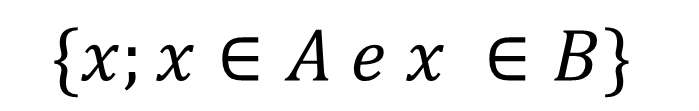 {x; x ∈ A e x ∈ B}